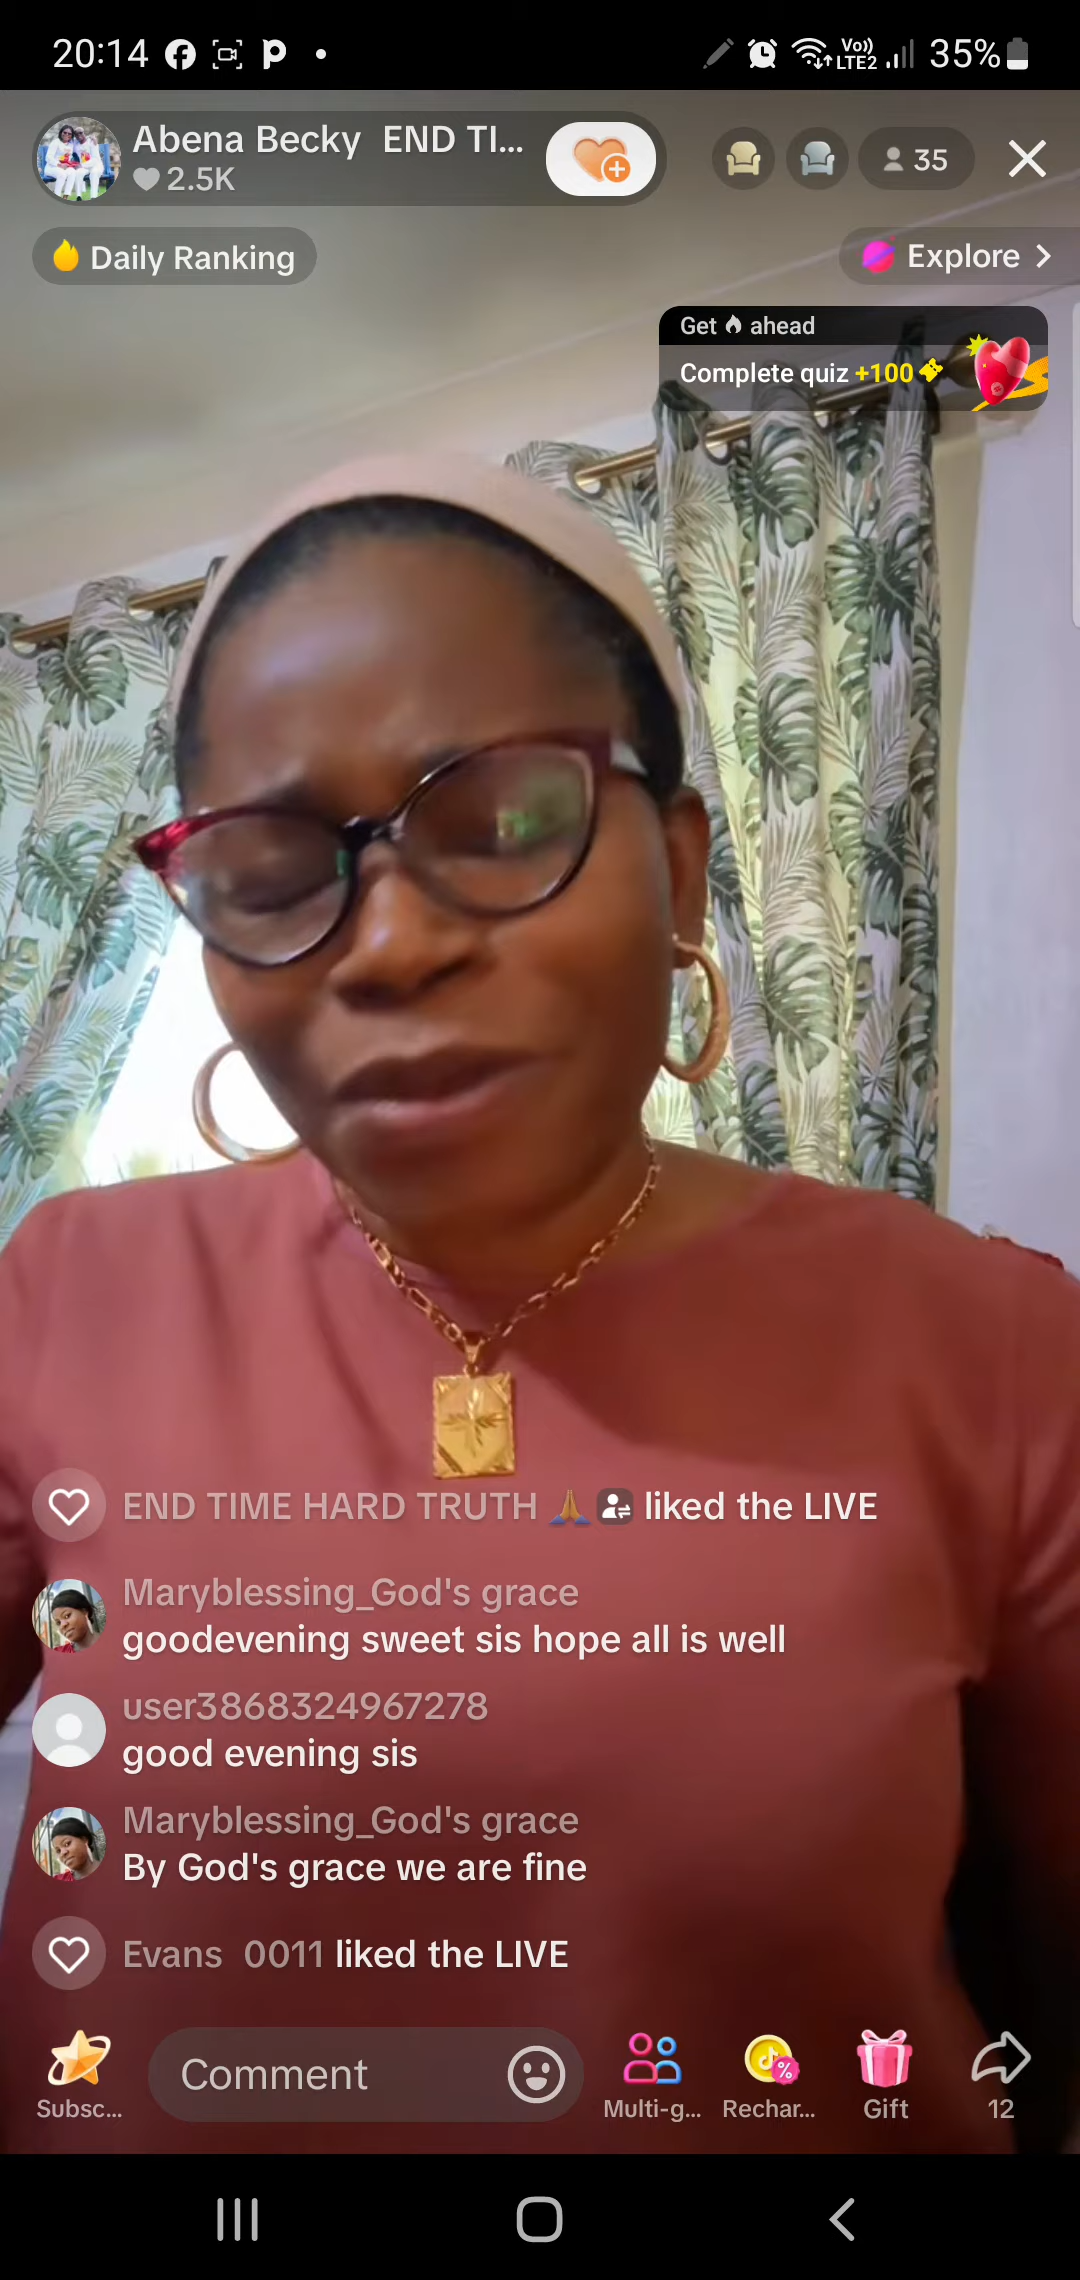 20:14
Vo))
LTE2
35%
Abena Becky  END TI...
2.5K
35
Daily Ranking
Explore
Get ahead
Complete quiz +100
END TIME HARD TRUTH 🙏 liked the LIVE
Maryblessing_God's grace
goodevening sweet sis hope all is well
user3868324967278
good evening sis
Maryblessing_God's grace
By God's grace we are fine
Evans  0011 liked the LIVE
Comment
Subsc...
Multi-g...
Rechar...
Gift
12